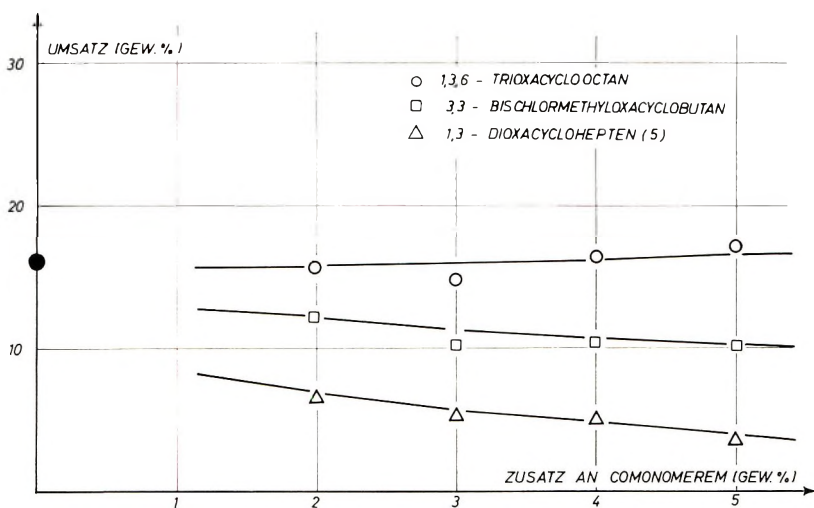 UMSATZ (GEW. %)
30
1,3,6 - TRIOXACYCLOOCTAN
3,3 - BISCHLORMETHYLOXACYCLOBUTAN
1,3 - DIOXACYCLOHEPTEN (5)
20
10
ZUSATZ AN COMONOMEREM (GEW. %)
1 2 3 4 5